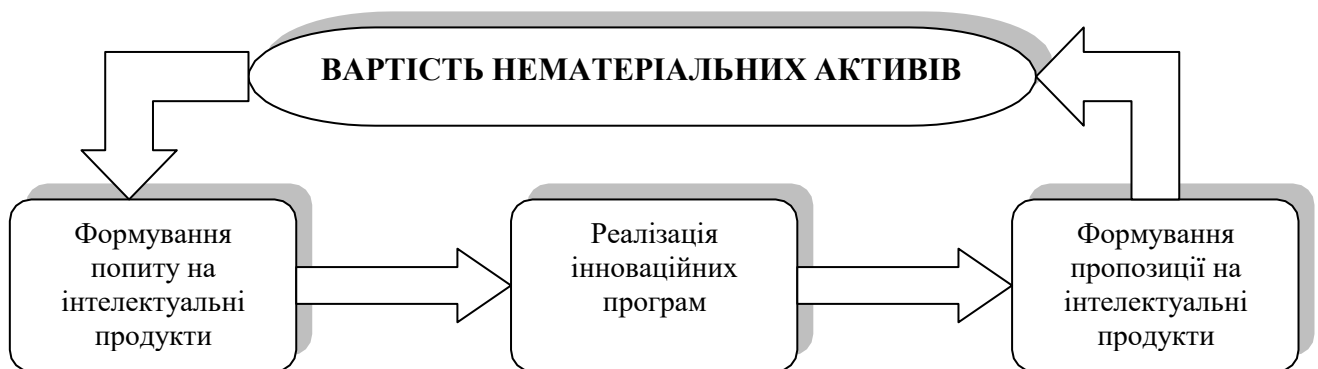 ВАРТІСТЬ НЕМАТЕРІАЛЬНИХ АКТИВІВ
Формування
попиту на
інтелектуальні
продукти
Реалізація
інноваційних
програм
Формування
пропозиції на
інтелектуальні
продукти